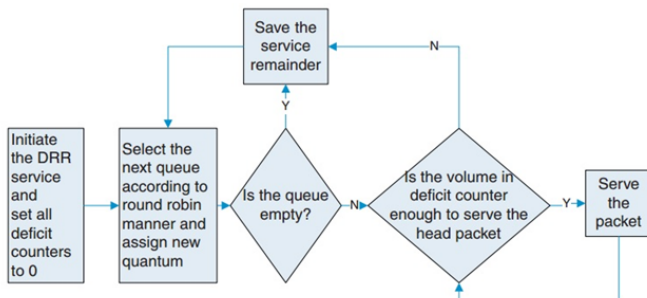 Save the
service
remainder
N
Y
Initiate
the DRR
service
and
set all
deficit
counters
to 0
Select the
next queue
according to
round robin
manner and
assign new
quantum
Is the queue
empty?
N
Is the volume in
deficit counter
enough to serve the
head packet
Y
Serve
the
packet